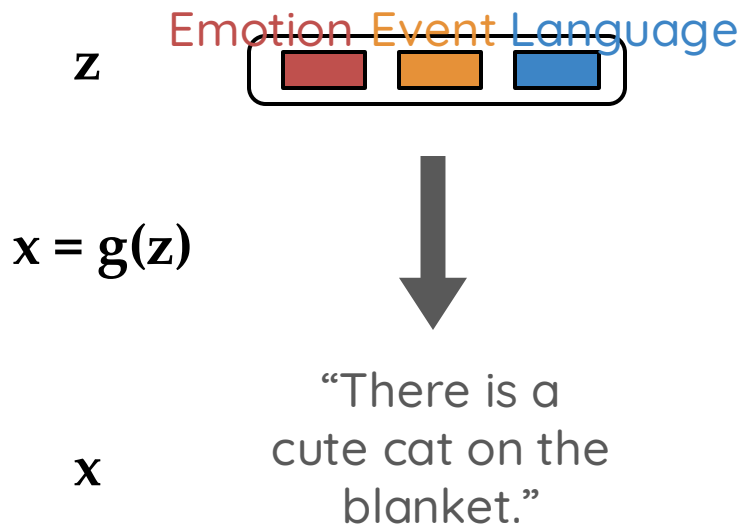 Emotion Event Language
z
x = g(z)
“There is a
cute cat on the
blanket.”
x